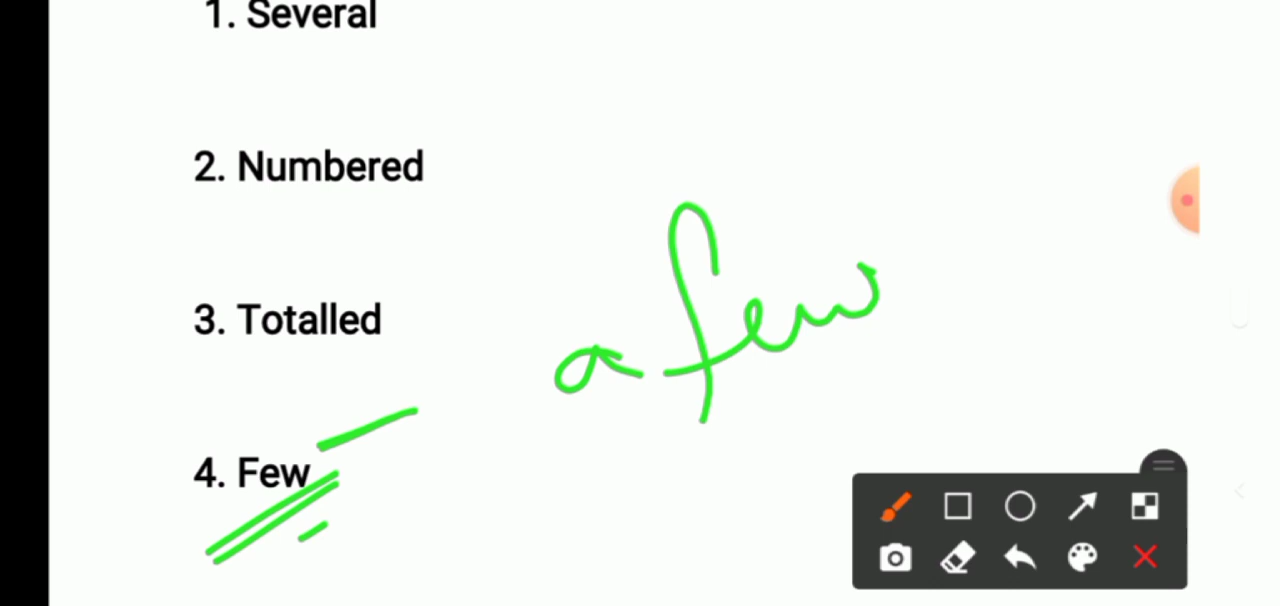 1. Several
2. Numbered
a few
3. Totalled
4. Few